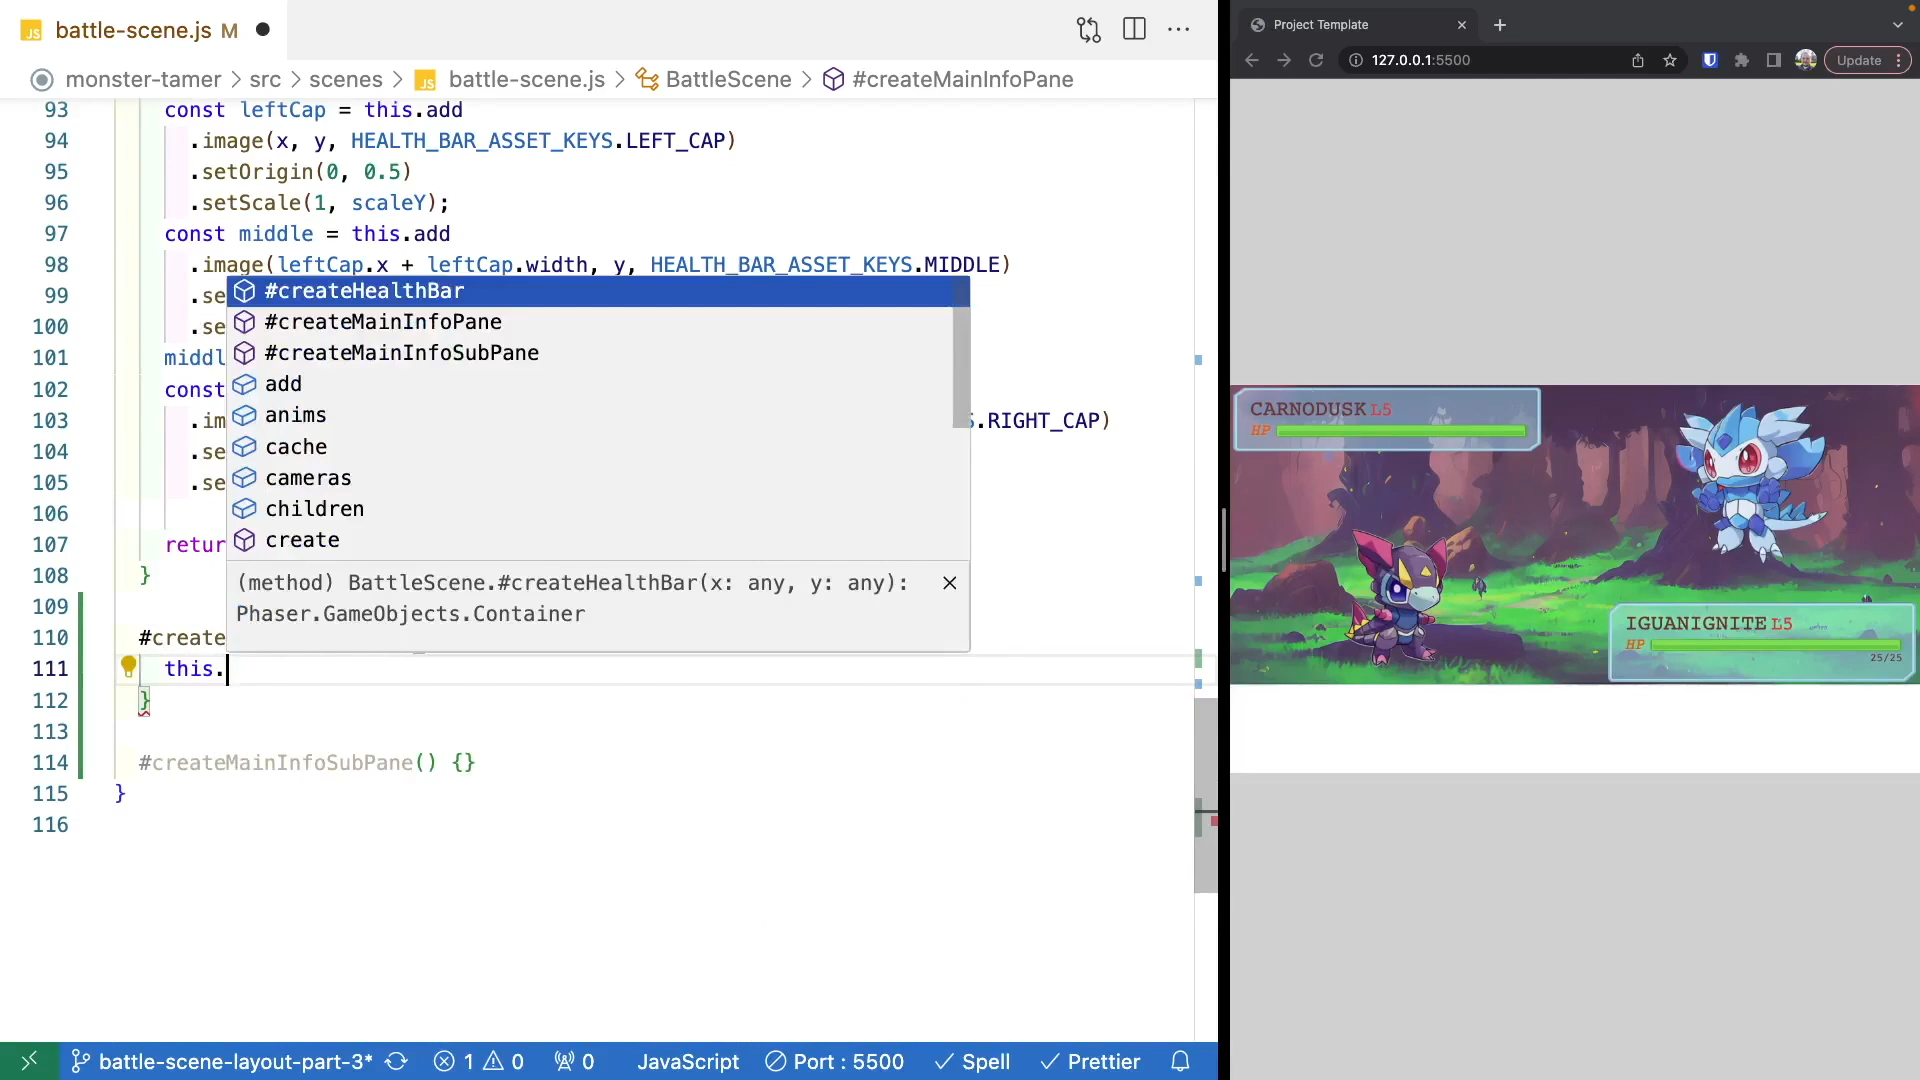 battle-scene.js M
monster-tamer > src > scenes > battle-scene.js > BattleScene > #createMainInfoPane
93 const leftCap = this.add
94 .image(x, y, HEALTH_BAR_ASSET_KEYS.LEFT_CAP)
95 .setOrigin(0, 0.5)
96 .setScale(1, scaleY);
97 const middle = this.add
98 .image(leftCap.x + leftCap.width, y, HEALTH_BAR_ASSET_KEYS.MIDDLE)
99 .se
100 .se
101 middl
102 const
103 .im .RIGHT_CAP)
104 .se
105 .se
106
107 retur
108 }
109
110 #create
111 this.
112 }
113
114 #createMainInfoSubPane() {}
115 }
116
#createHealthBar
#createMainInfoPane
#createMainInfoSubPane
add
anims
cache
cameras
children
create
(method) BattleScene.#createHealthBar(x: any, y: any):
Phaser.GameObjects.Container
battle-scene-layout-part-3* 1 0 0 JavaScript Port : 5500 Spell Prettier
Project Template
127.0.0.1:5500 Update
CARNODUSK L5
HP
IGUANIGNITE L5
HP
25/25